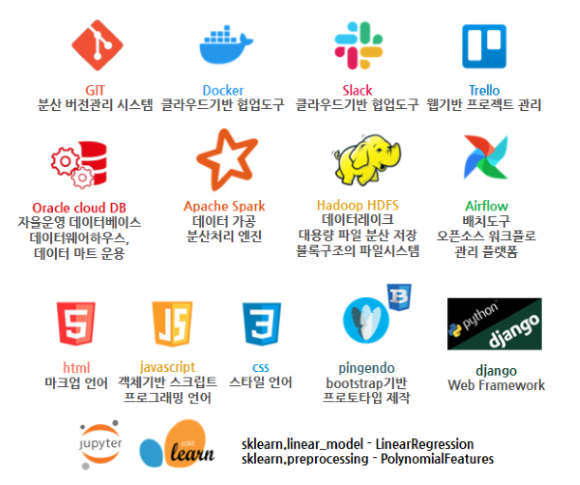 GIT
분산 버전관리 시스템
Docker
클라우드기반 협업도구
Slack
클라우드기반 협업도구
Trello
웹기반 프로젝트 관리
Oracle cloud DB
자율운영 데이터베이스
데이터웨어하우스,
데이터 마트 운용
Apache Spark
데이터 가공
분산처리 엔진
Hadoop HDFS
데이터레이크
대용량 파일 분산 저장
블록구조의 파일시스템
Airflow
배치도구
오픈소스 워크플로
관리 플랫폼
5
html
마크업 언어
JS
javascript
객체기반 스크립트
프로그래밍 언어
3
css
스타일 언어
B
pingendo
bootstrap기반
프로토타입 제작
python
django
django
Web Framework
jupyter
learn
sklearn.linear_model - LinearRegression
sklearn.preprocessing - PolynomialFeatures